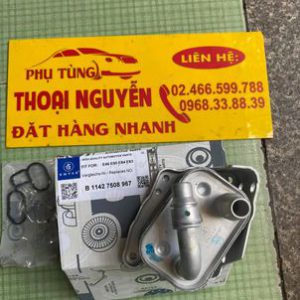 PHỤ TÙNG
THOẠI NGUYỄN
LIÊN HỆ:
02.466.599.788
0968.33.88.39
ĐẶT HÀNG NHANH
B 1142 7508 967